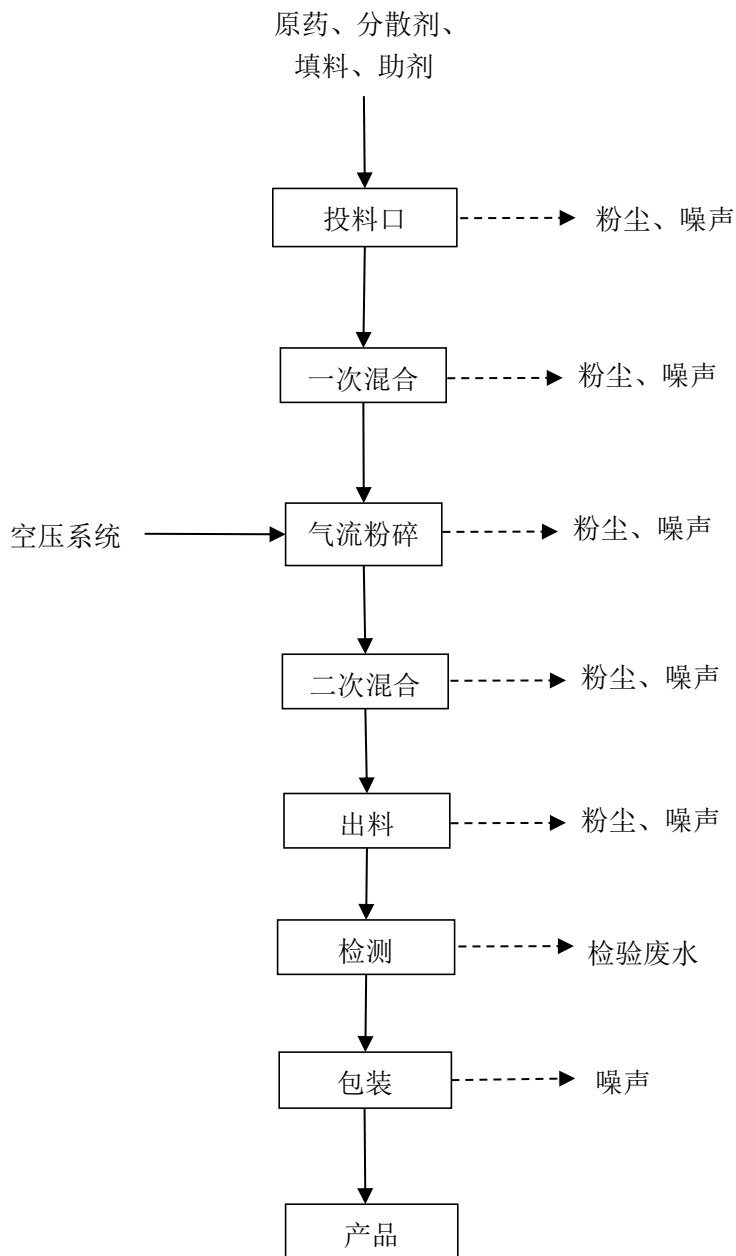 原药、分散剂、
填料、助剂
投料口
粉尘、噪声
一次混合
粉尘、噪声
空压系统
气流粉碎
粉尘、噪声
二次混合
粉尘、噪声
出料
粉尘、噪声
检测
检验废水
包装
噪声
产品